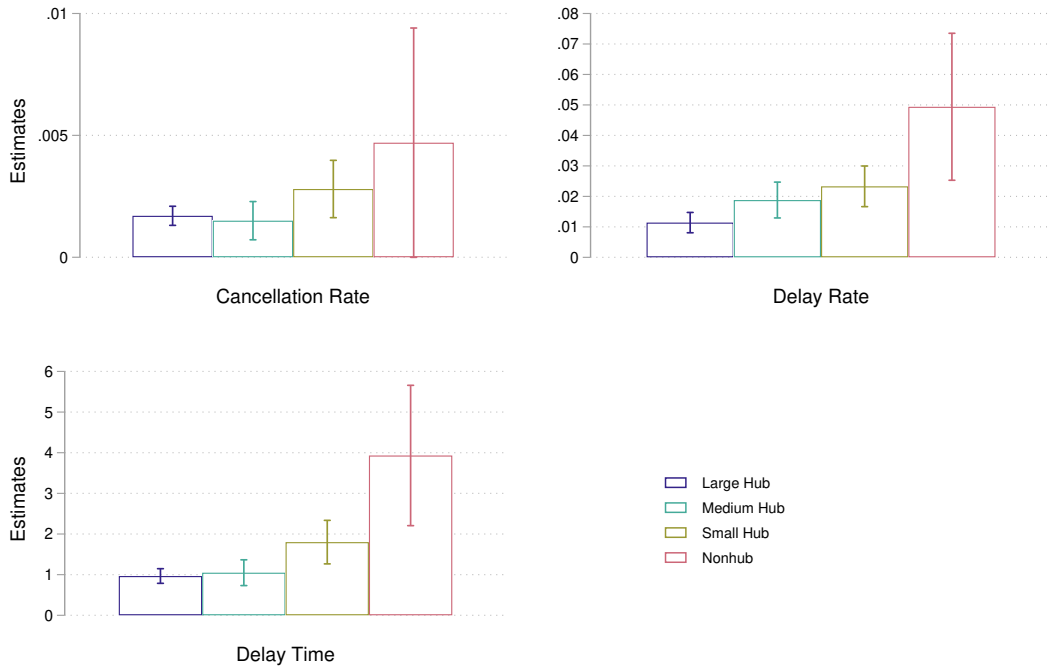 .01
.005
0
Estimates
Cancellation Rate
.08
.07
.06
.05
.04
.03
.02
.01
0
Delay Rate
6
5
4
3
2
1
0
Estimates
Delay Time
Large Hub
Medium Hub
Small Hub
Nonhub